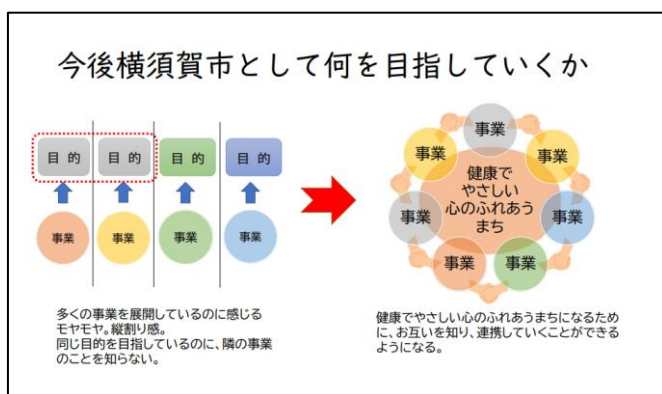 今後横須賀市として何を目指していくか
目的
目的
目的
目的
事業
事業
事業
事業
多くの事業を展開しているのに感じる
モヤモヤ。縦割り感。
同じ目的を目指しているのに、隣の事業
のことを知らない。
事業
事業
事業
事業
事業
事業
事業
健康で
やさしい
心のふれあう
まち
健康でやさしい心のふれあうまちになるため
に、お互いを知り、連携していくことができる
ようになる。